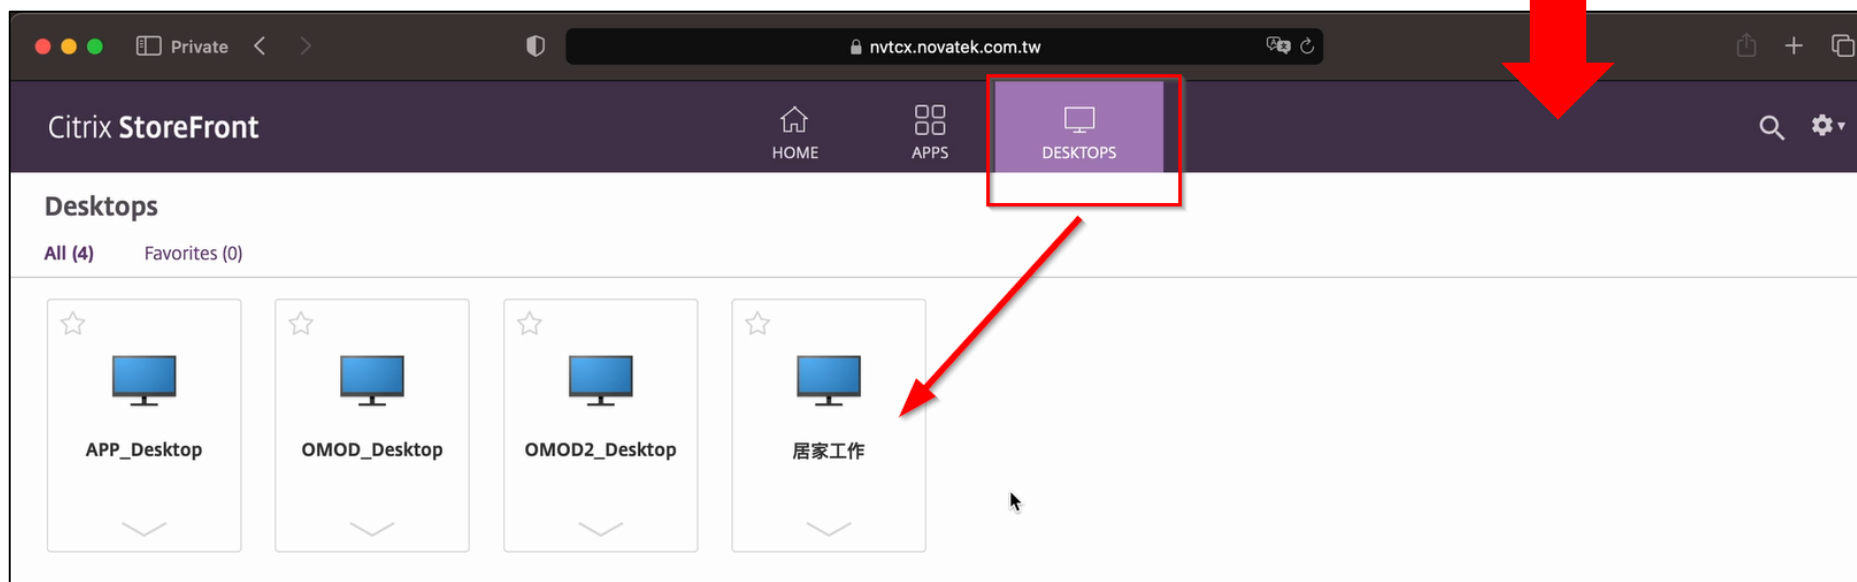 Private
nvtcx.novatek.com.tw
Citrix StoreFront
HOME
APPS
DESKTOPS
Desktops
All (4)
Favorites (0)
APP_Desktop
OMOD_Desktop
OMOD2_Desktop
居家工作